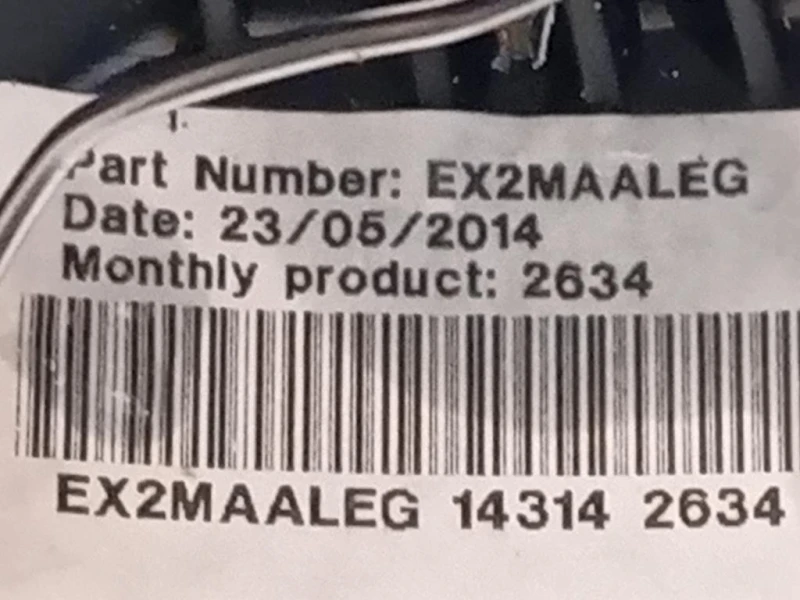 Part Number: EX2MAALEG
Date: 23/05/2014
Monthly product: 2634
EX2MAALEG 14314 2634